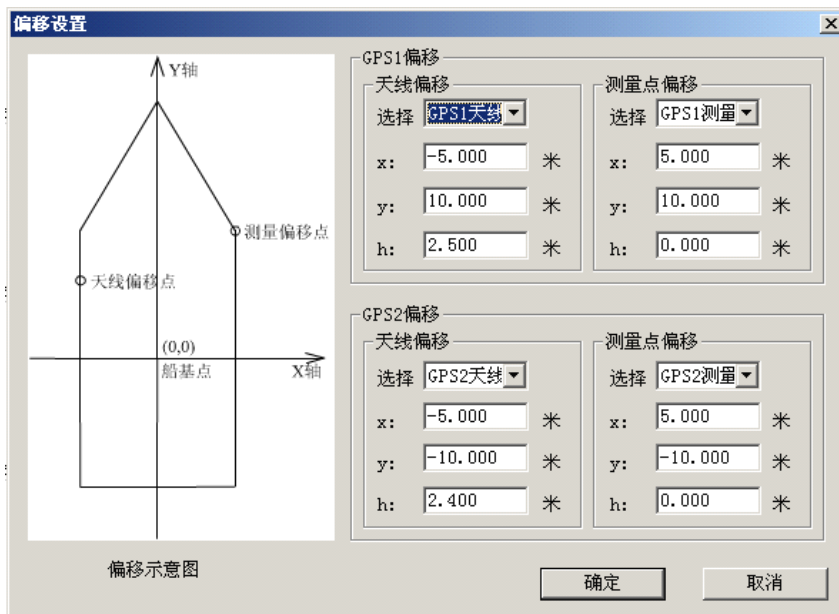 偏移设置
Y轴
测量偏移点
天线偏移点
(0,0)
船基点
X轴
偏移示意图
GPS1偏移
天线偏移
选择 GPS1天线
x: -5.000 米
y: 10.000 米
h: 2.500 米
测量点偏移
选择 GPS1测量
x: 5.000 米
y: 10.000 米
h: 0.000 米
GPS2偏移
天线偏移
选择 GPS2天线
x: -5.000 米
y: -10.000 米
h: 2.400 米
测量点偏移
选择 GPS2测量
x: 5.000 米
y: -10.000 米
h: 0.000 米
确定
取消